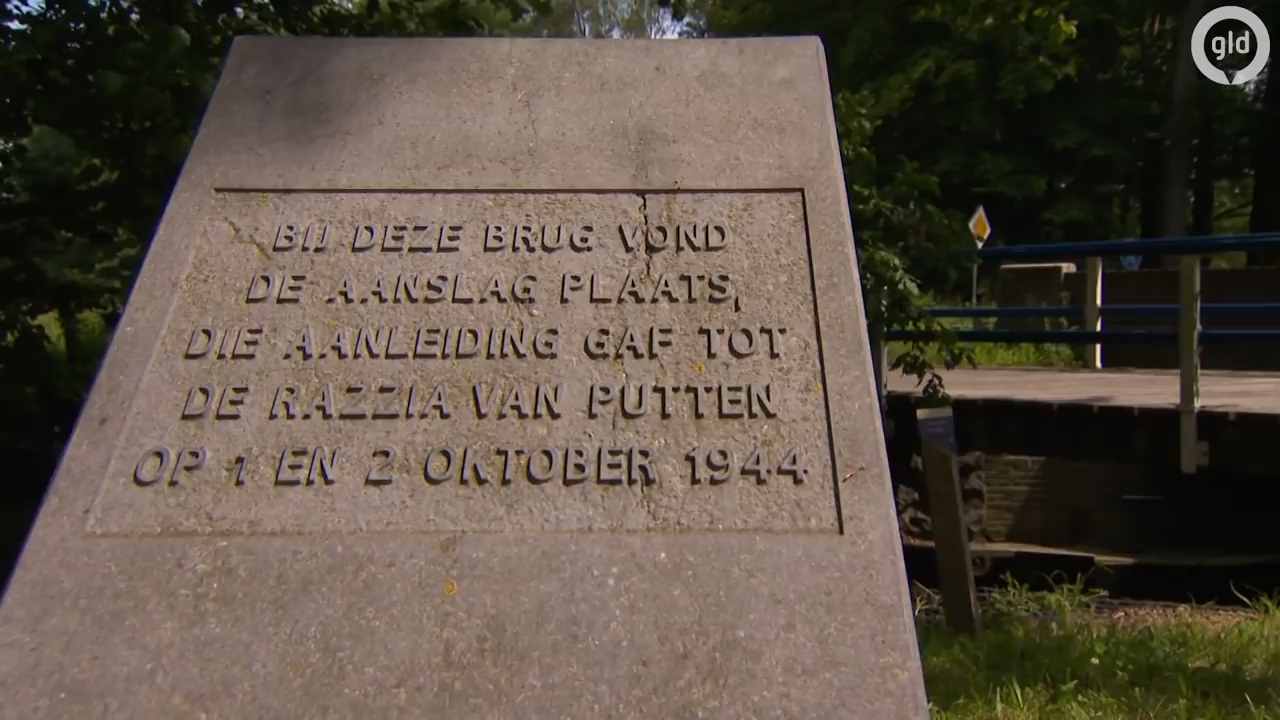 gld
BIJ DEZE BRUG VOND
DE AANSLAG PLAATS,
DIE AANLEIDING GAF TOT
DE RAZZIA VAN PUTTEN
OP 1 EN 2 OKTOBER 1944